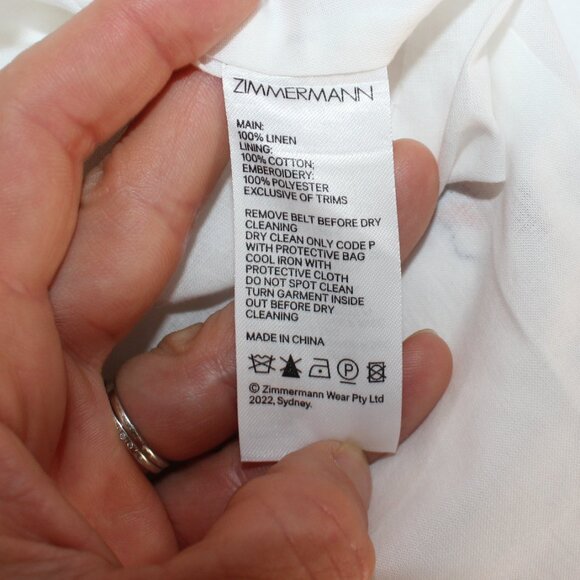 ZIMMERMANN
MAIN:
100% LINEN
LINING:
100% COTTON;
EMBEROIDERY:
100% POLYESTER
EXCLUSIVE OF TRIMS
REMOVE BELT BEFORE DRY
CLEANING
DRY CLEAN ONLY CODE P
WITH PROTECTIVE BAG
COOL IRON WITH
PROTECTIVE CLOTH
DO NOT SPOT CLEAN
TURN GARMENT INSIDE
OUT BEFORE DRY
CLEANING
MADE IN CHINA
P
© Zimmermann Wear Pty Ltd
2022, Sydney.